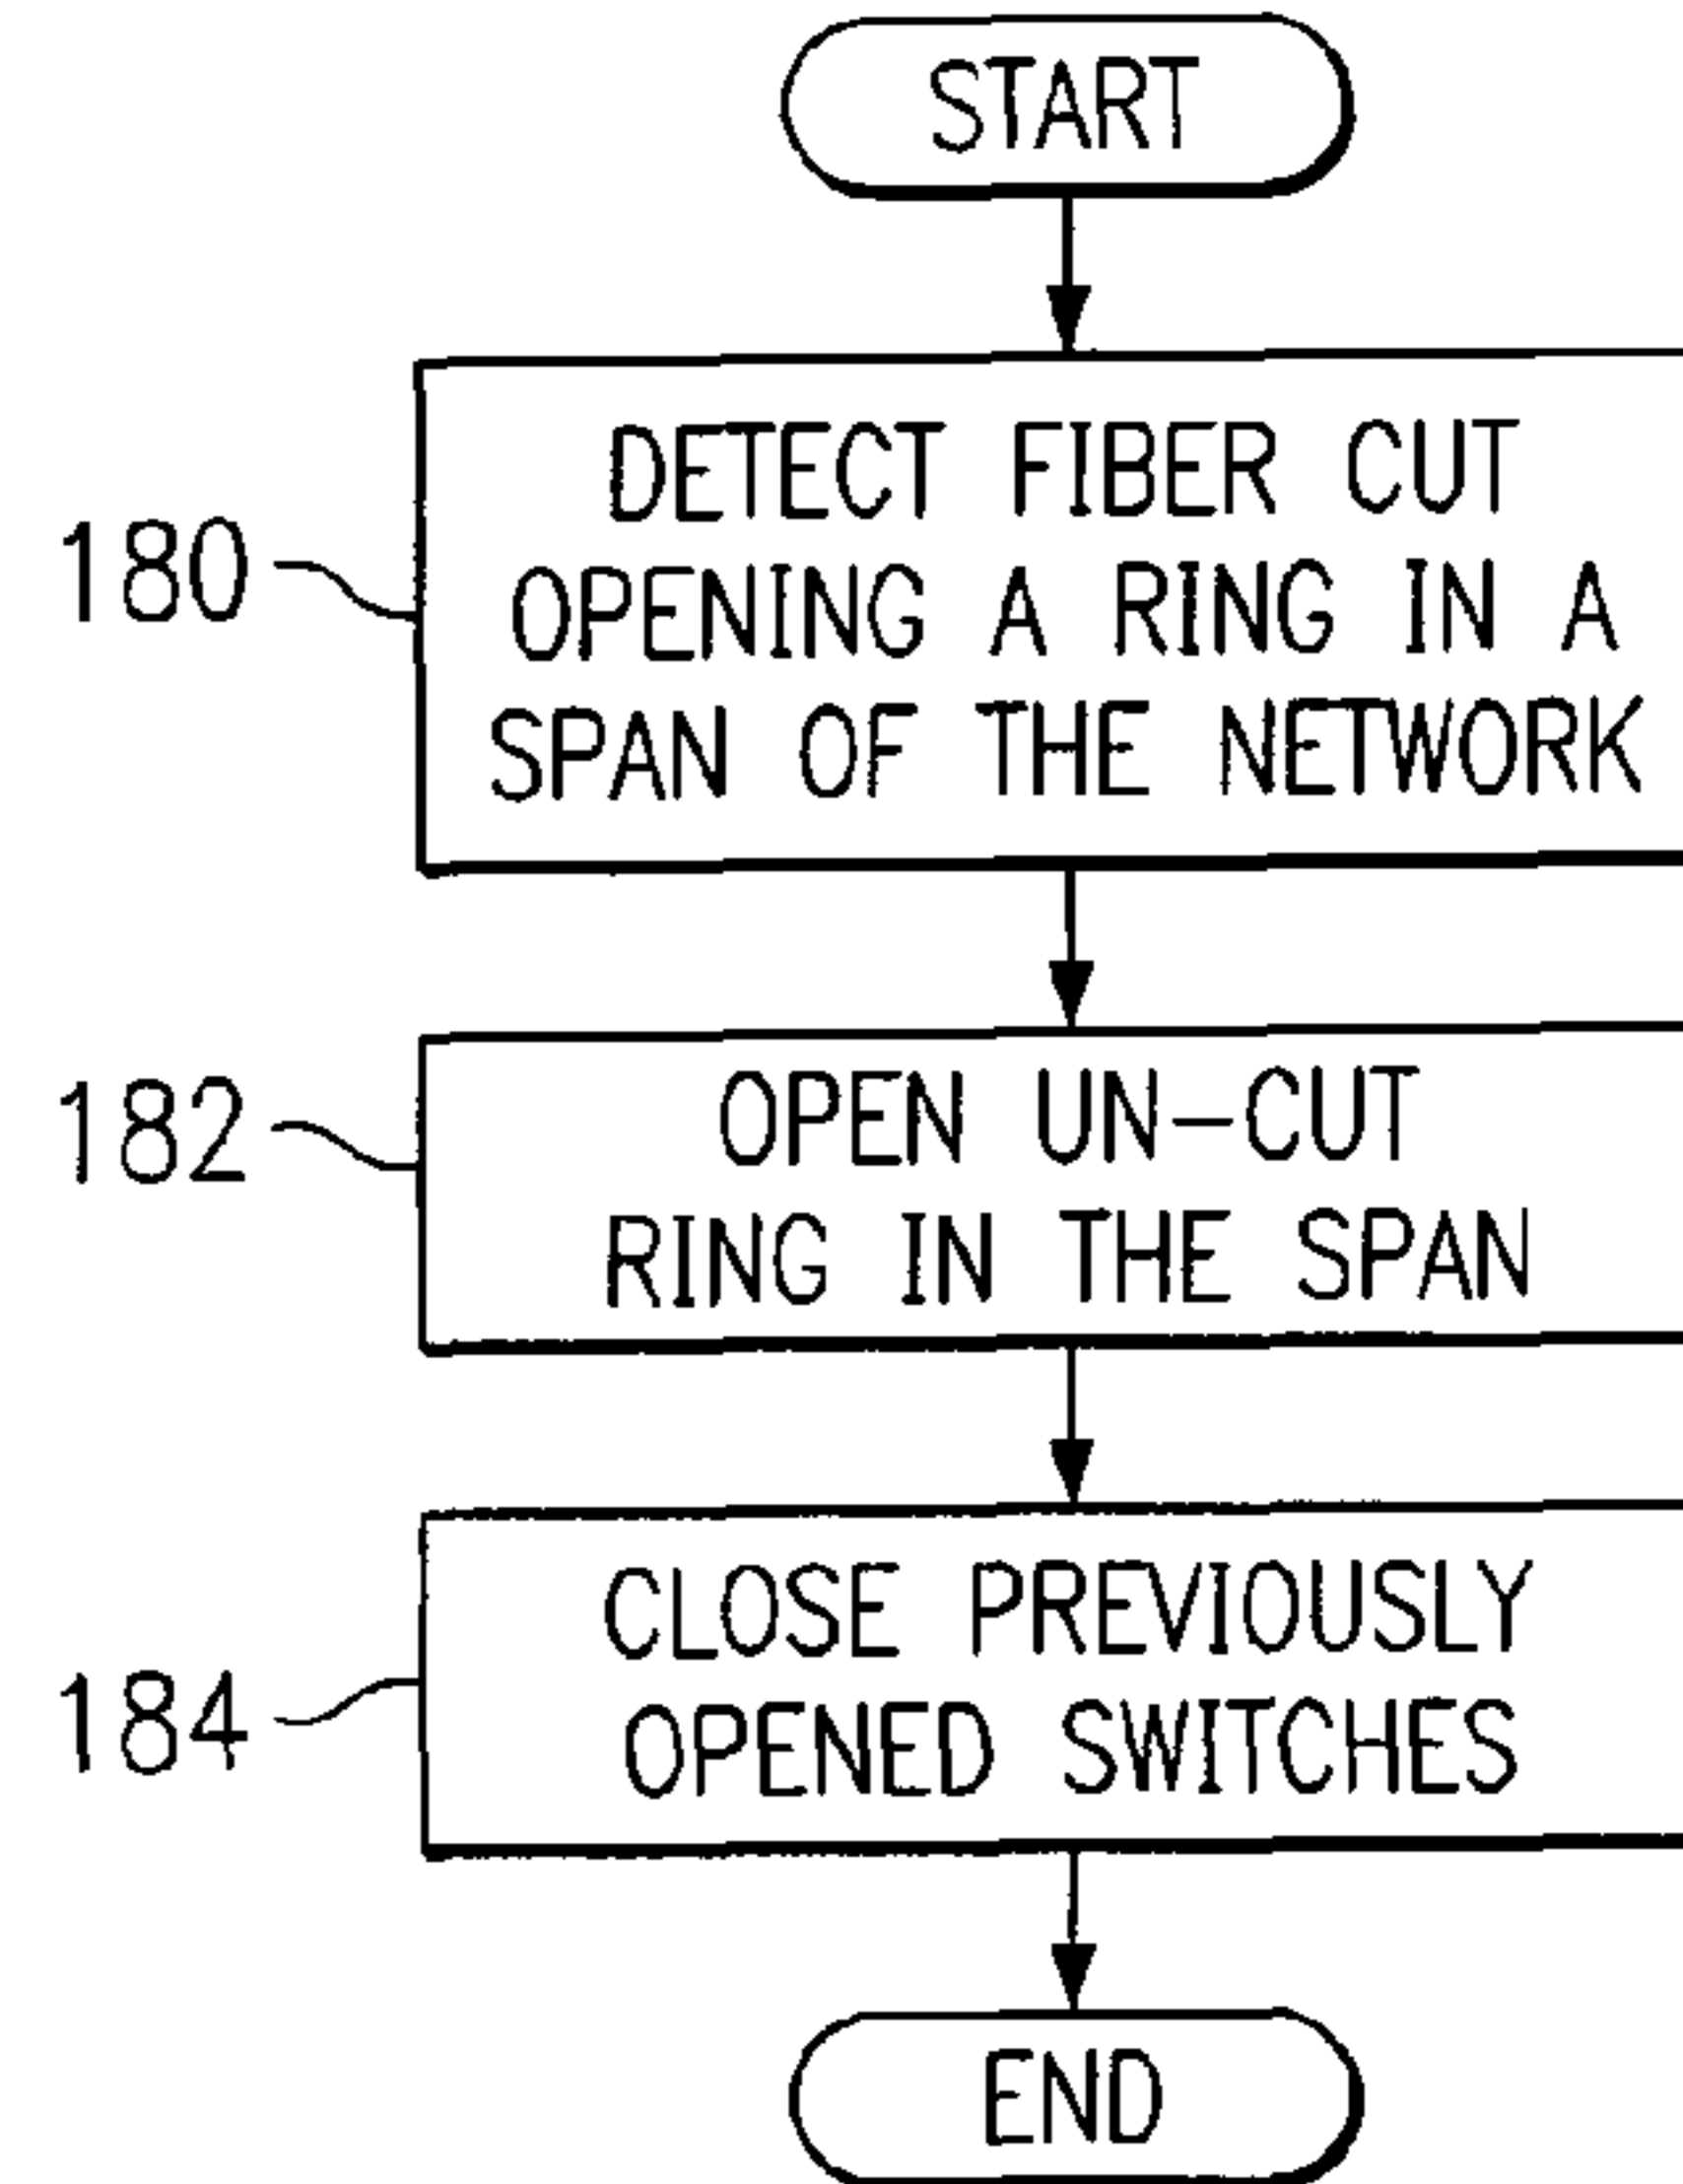 START
180
DETECT FIBER CUT
OPENING A RING IN A
SPAN OF THE NETWORK
182
OPEN UN-CUT
RING IN THE SPAN
184
CLOSE PREVIOUSLY
OPENED SWITCHES
END